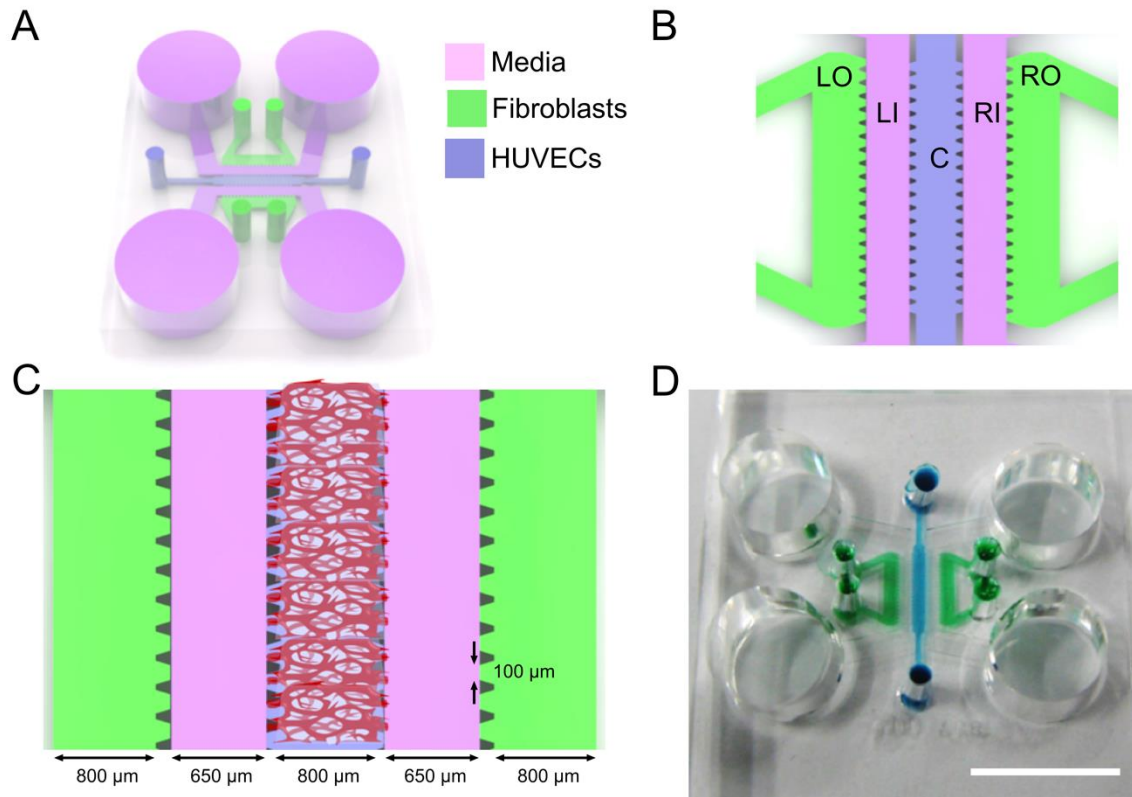 A
Media
Fibroblasts
HUVECs
B
LO
LI
C
RI
RO
C
100 µm
800 µm
650 µm
800 µm
650 µm
800 µm
D